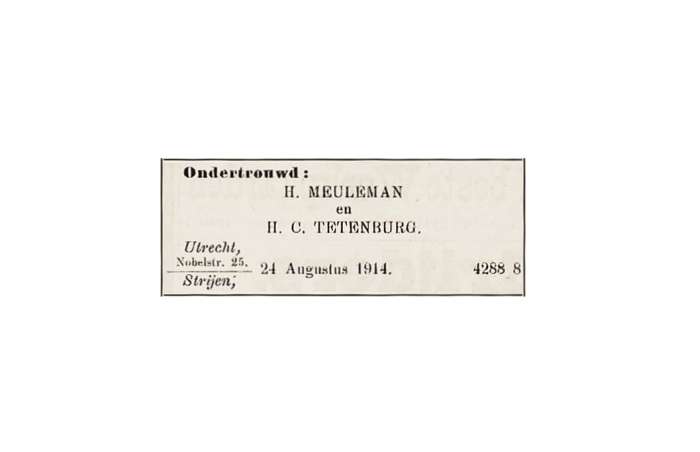 Ondertrouwd:
H. MEULEMAN
en
H. C. TETENBURG.
Utrecht,
Nobelstr. 25.
24 Augustus 1914. 4288 8
Strijen,